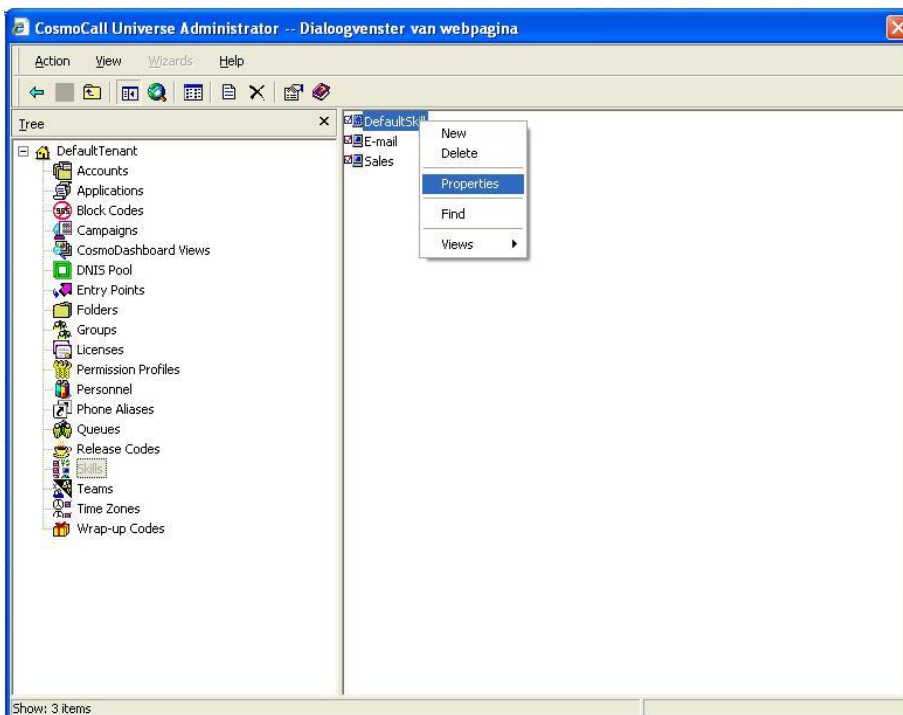 CosmoCall Universe Administrator -- Dialoogvenster van webpagina
Action View Wizards Help
Tree
DefaultTenant
Accounts
Applications
Block Codes
Campaigns
CosmoDashboard Views
DNIS Pool
Entry Points
Folders
Groups
Licenses
Permission Profiles
Personnel
Phone Aliases
Queues
Release Codes
Skills
Teams
Time Zones
Wrap-up Codes
DefaultSkill
E-mail
Sales
New
Delete
Properties
Find
Views
Show: 3 items